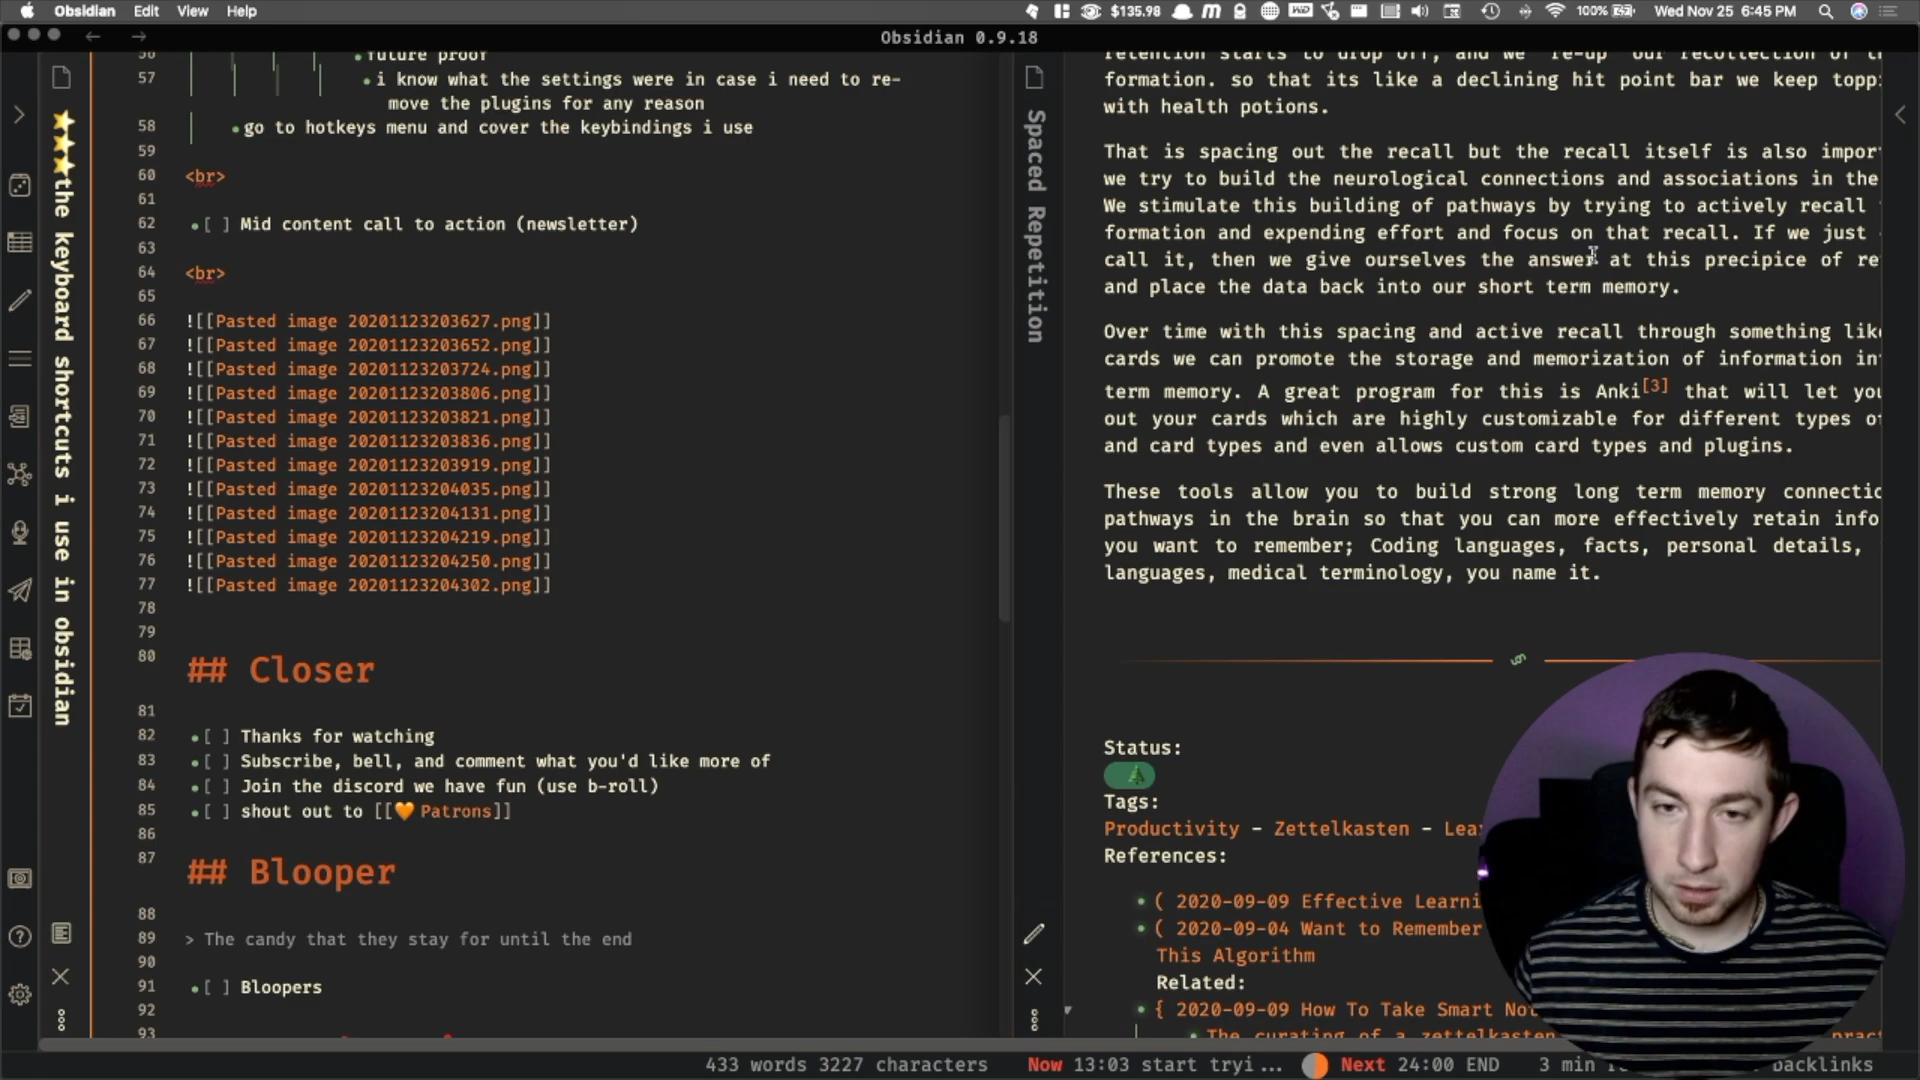 Obsidian Edit View Help
$135.98 100% Wed Nov 25 6:45 PM
Obsidian 0.9.18
⭐⭐⭐the keyboard shortcuts i use in obsidian
56 • future proof
57 • i know what the settings were in case i need to re-
move the plugins for any reason
58 • go to hotkeys menu and cover the keybindings i use
59
60 <br>
61
62 • [ ] Mid content call to action (newsletter)
63
64 <br>
65
66 ![[Pasted image 20201123203627.png]]
67 ![[Pasted image 20201123203652.png]]
68 ![[Pasted image 20201123203724.png]]
69 ![[Pasted image 20201123203806.png]]
70 ![[Pasted image 20201123203821.png]]
71 ![[Pasted image 20201123203836.png]]
72 ![[Pasted image 20201123203919.png]]
73 ![[Pasted image 20201123204035.png]]
74 ![[Pasted image 20201123204131.png]]
75 ![[Pasted image 20201123204219.png]]
76 ![[Pasted image 20201123204250.png]]
77 ![[Pasted image 20201123204302.png]]
78
79
80 ## Closer
81
82 • [ ] Thanks for watching
83 • [ ] Subscribe, bell, and comment what you'd like more of
84 • [ ] Join the discord we have fun (use b-roll)
85 • [ ] shout out to [[🧡 Patrons]]
86
87 ## Blooper
88
89 > The candy that they stay for until the end
90
91 • [ ] Bloopers
92
93
Spaced Repetition
retention starts to drop off, and we re-up our recollection of
formation. so that its like a declining hit point bar we keep
with health potions.
That is spacing out the recall but the recall itself is also
we try to build the neurological connections and associations in the
We stimulate this building of pathways by trying to actively recall
formation and expending effort and focus on that recall. If we just
call it, then we give ourselves the answer at this precipice of
and place the data back into our short term memory.
Over time with this spacing and active recall through something
cards we can promote the storage and memorization of information
term memory. A great program for this is Anki[3] that will let
out your cards which are highly customizable for different types
and card types and even allows custom card types and plugins.
These tools allow you to build strong long term memory
pathways in the brain so that you can more effectively retain
you want to remember; Coding languages, facts, personal details,
languages, medical terminology, you name it.
Status:
Tags:
Productivity - Zettelkasten -
References:
• ( 2020-09-09 Effective
• ( 2020-09-04 Want to Remember
This Algorithm
Related:
• { 2020-09-09 How To Take Smart
• The curating of a zettelkasten
433 words 3227 characters Now 13:03 start tryi... Next 24:00 END 3 min backlinks